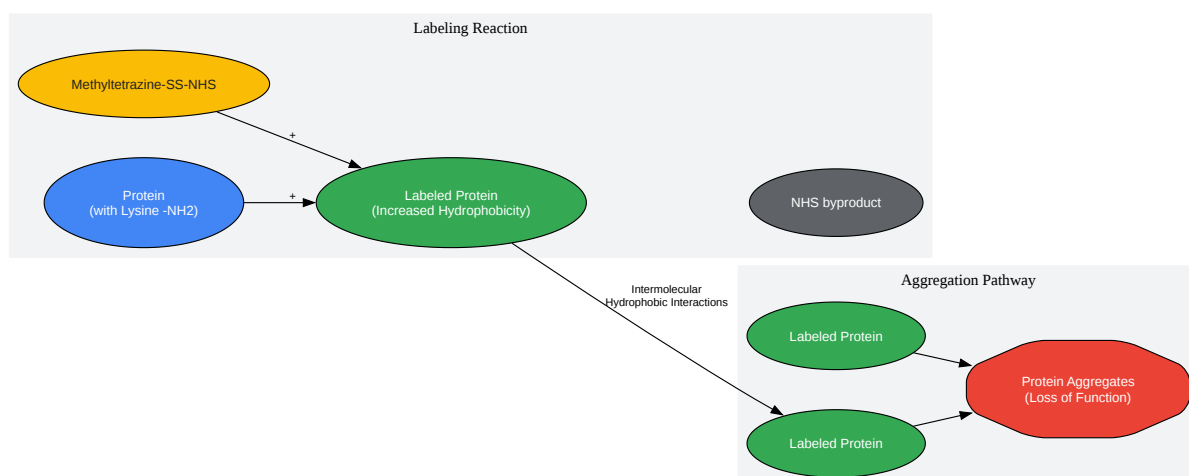 Labeling Reaction
Methyltetrazine-SS-NHS
+
Protein
(with Lysine -NH2)
+
Labeled Protein
(Increased Hydrophobicity)
NHS byproduct
Intermolecular
Hydrophobic Interactions
Aggregation Pathway
Labeled Protein
Protein Aggregates
(Loss of Function)
Labeled Protein